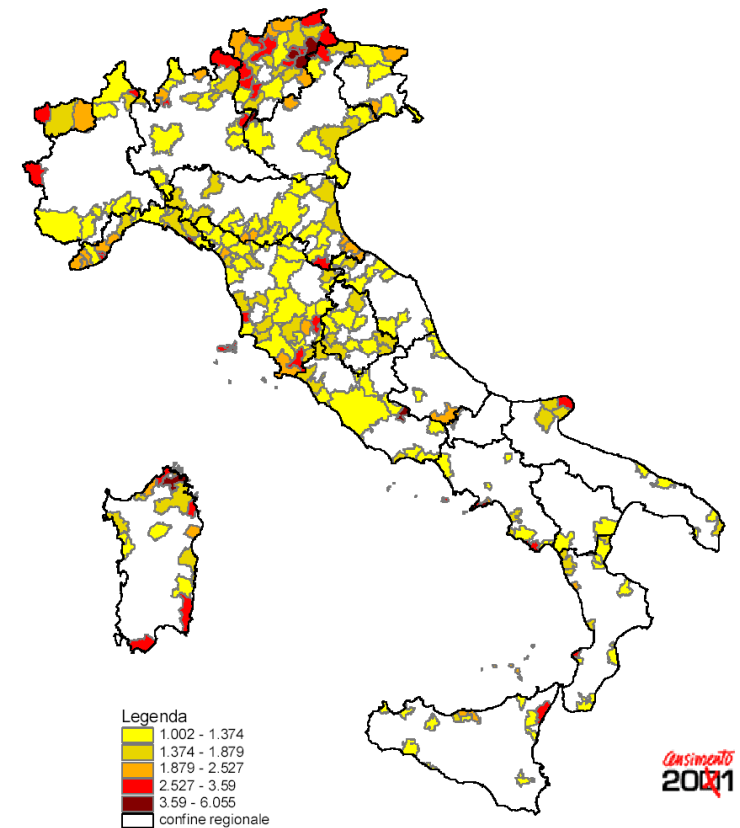 Legenda
1.002 - 1.374
1.374 - 1.879
1.879 - 2.527
2.527 - 3.59
3.59 - 6.055
confine regionale
Censimento
2001